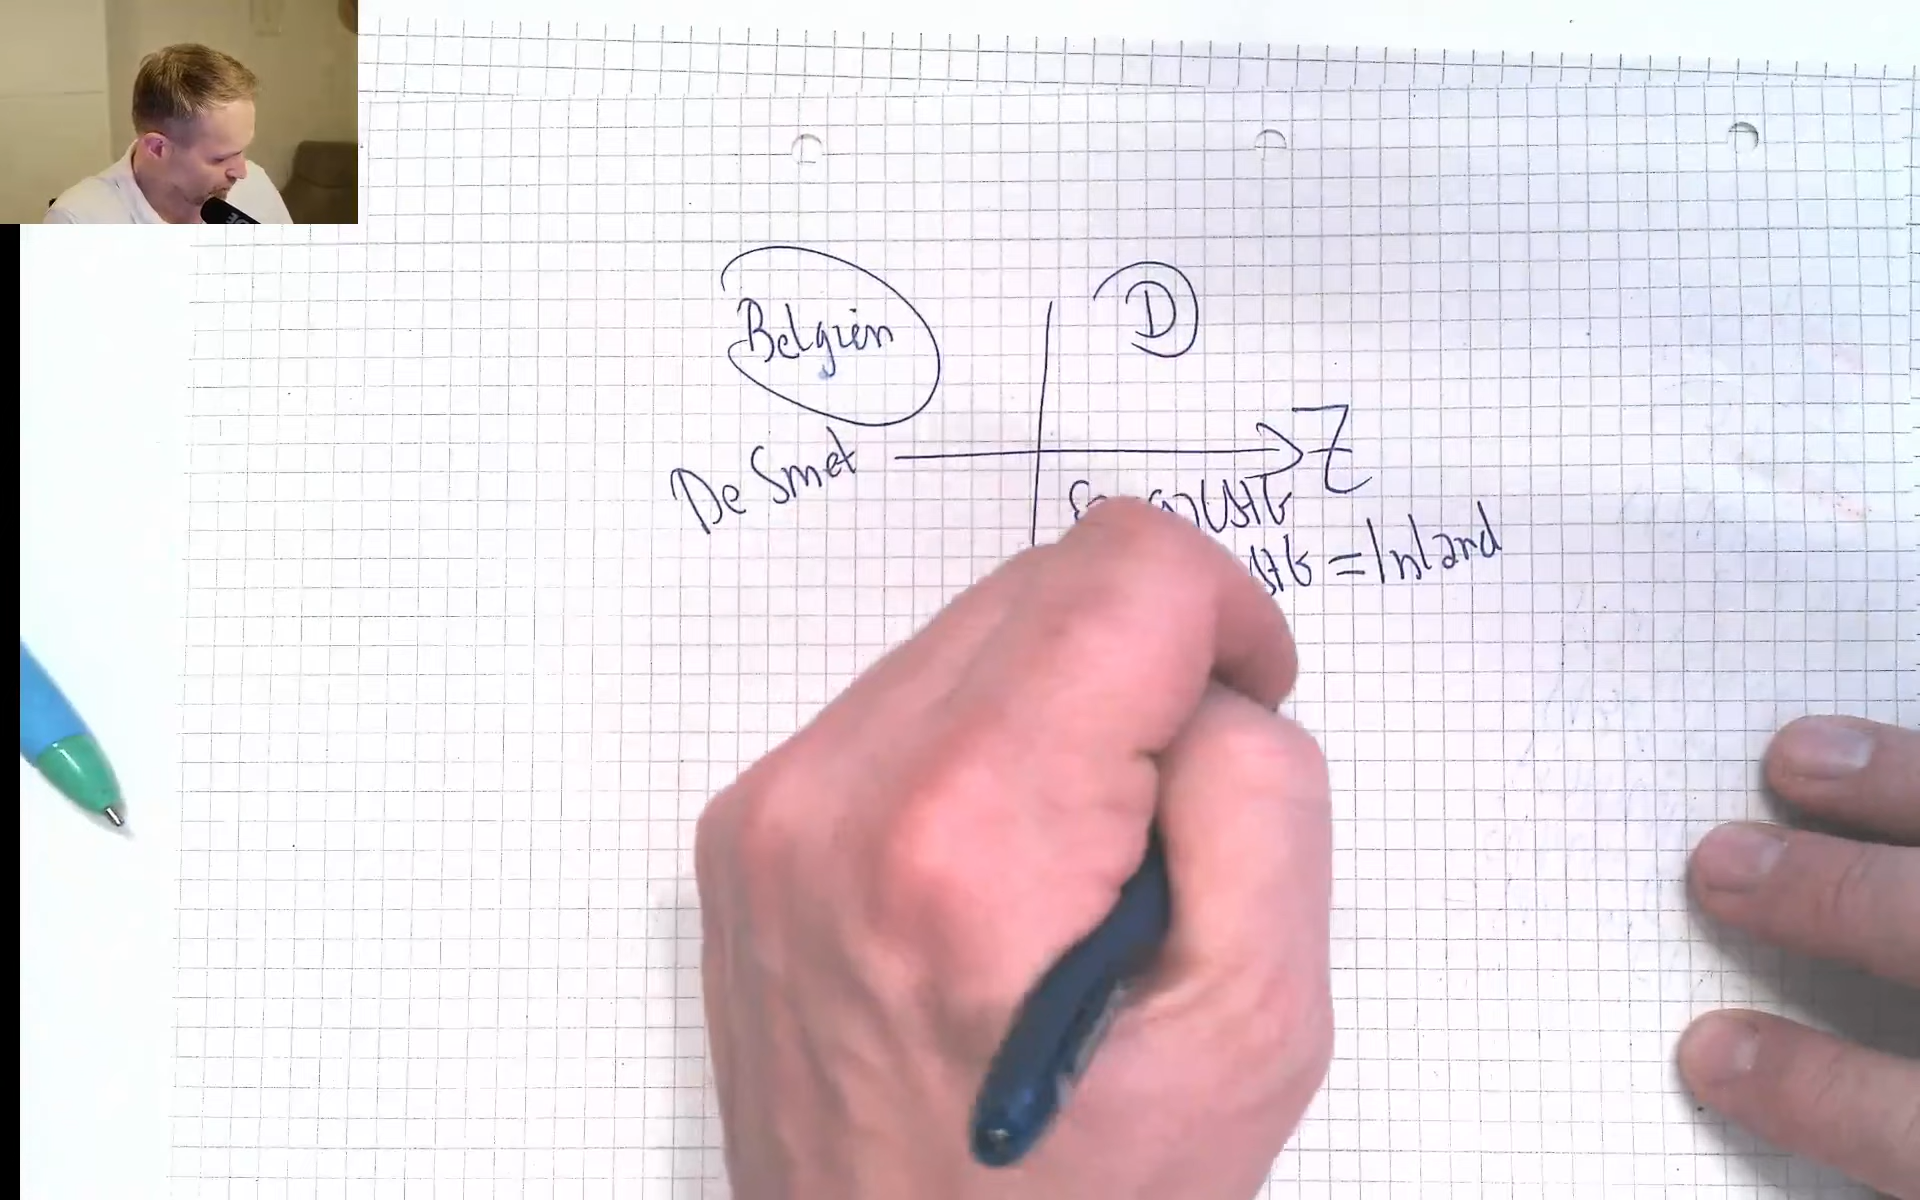 Belgien
D
De Smet
Z
= Inland